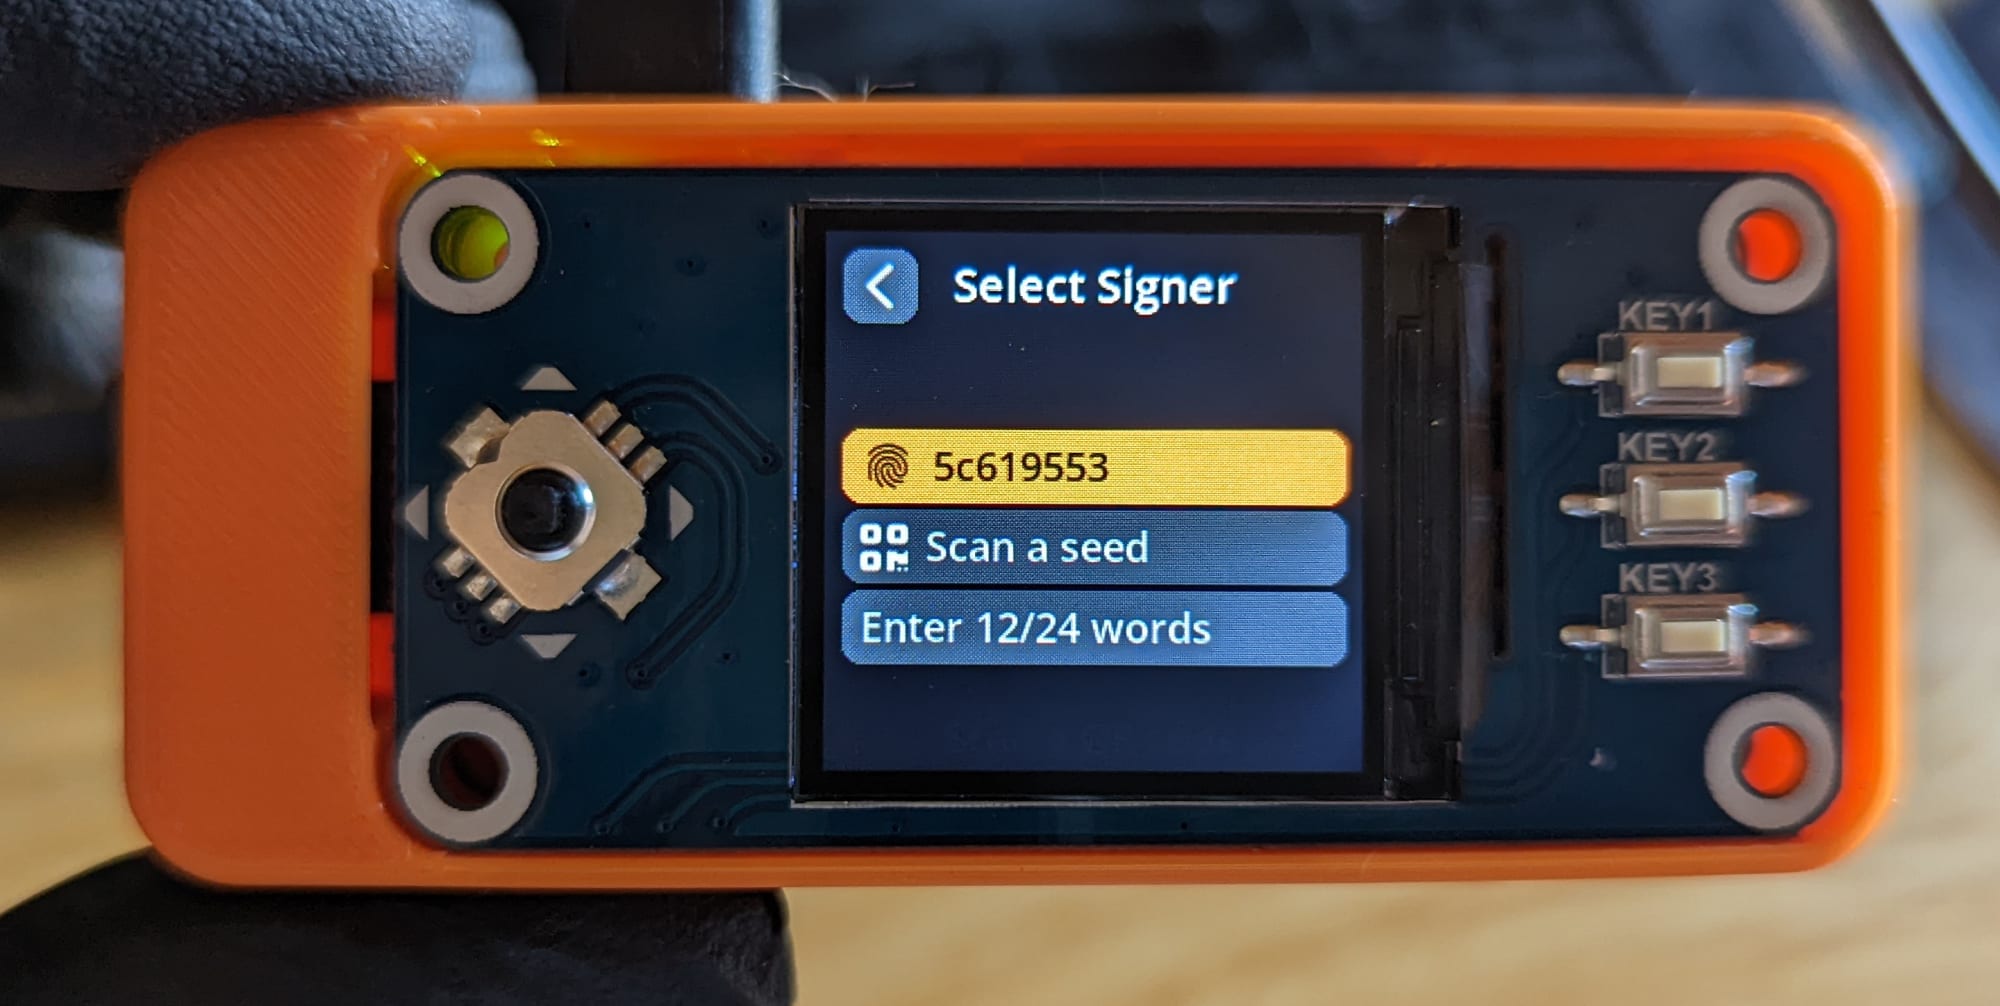 Select Signer
5c619553
Scan a seed
Enter 12/24 words
KEY1
KEY2
KEY3